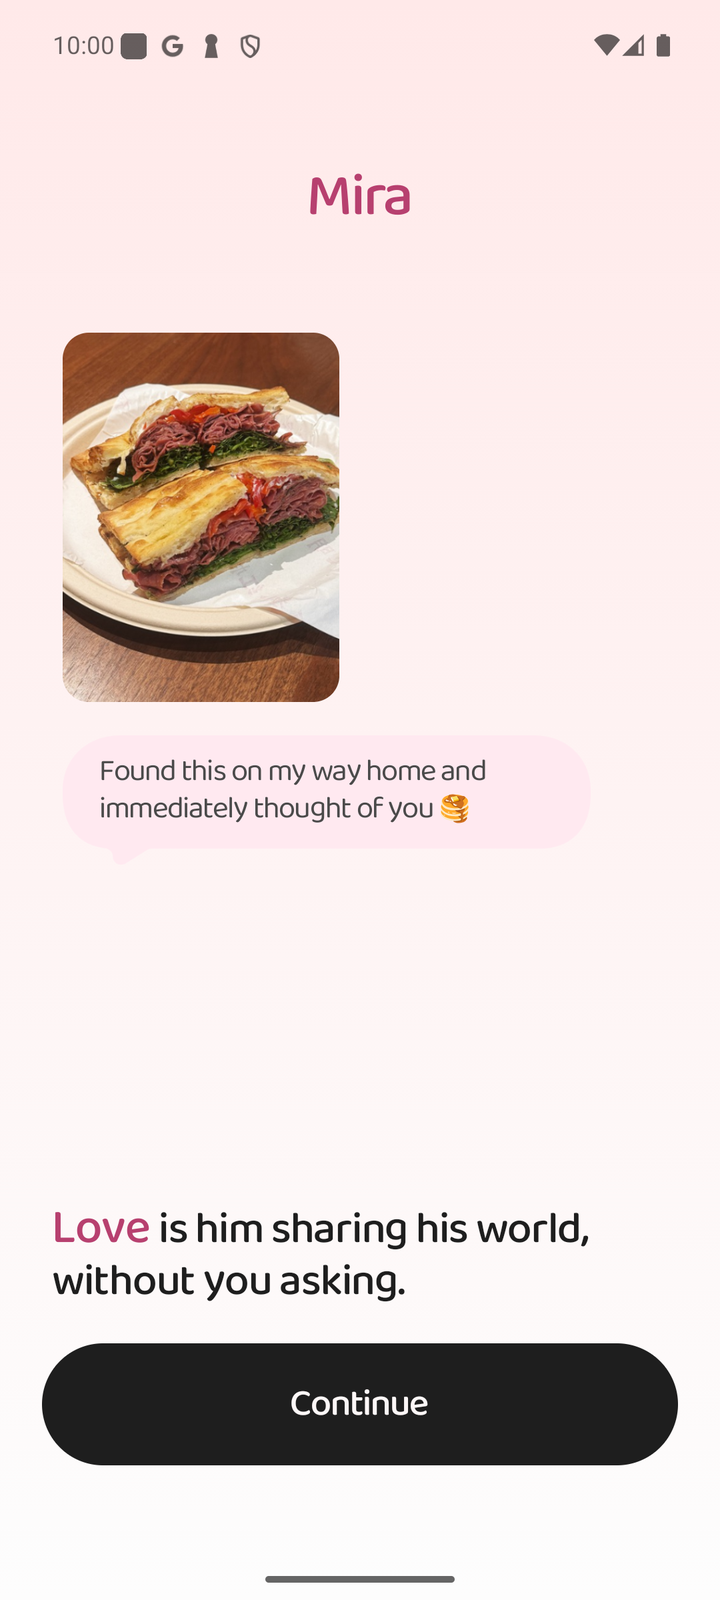 10:00
Mira
Found this on my way home and
immediately thought of you 🥞
Love is him sharing his world,
without you asking.
Continue